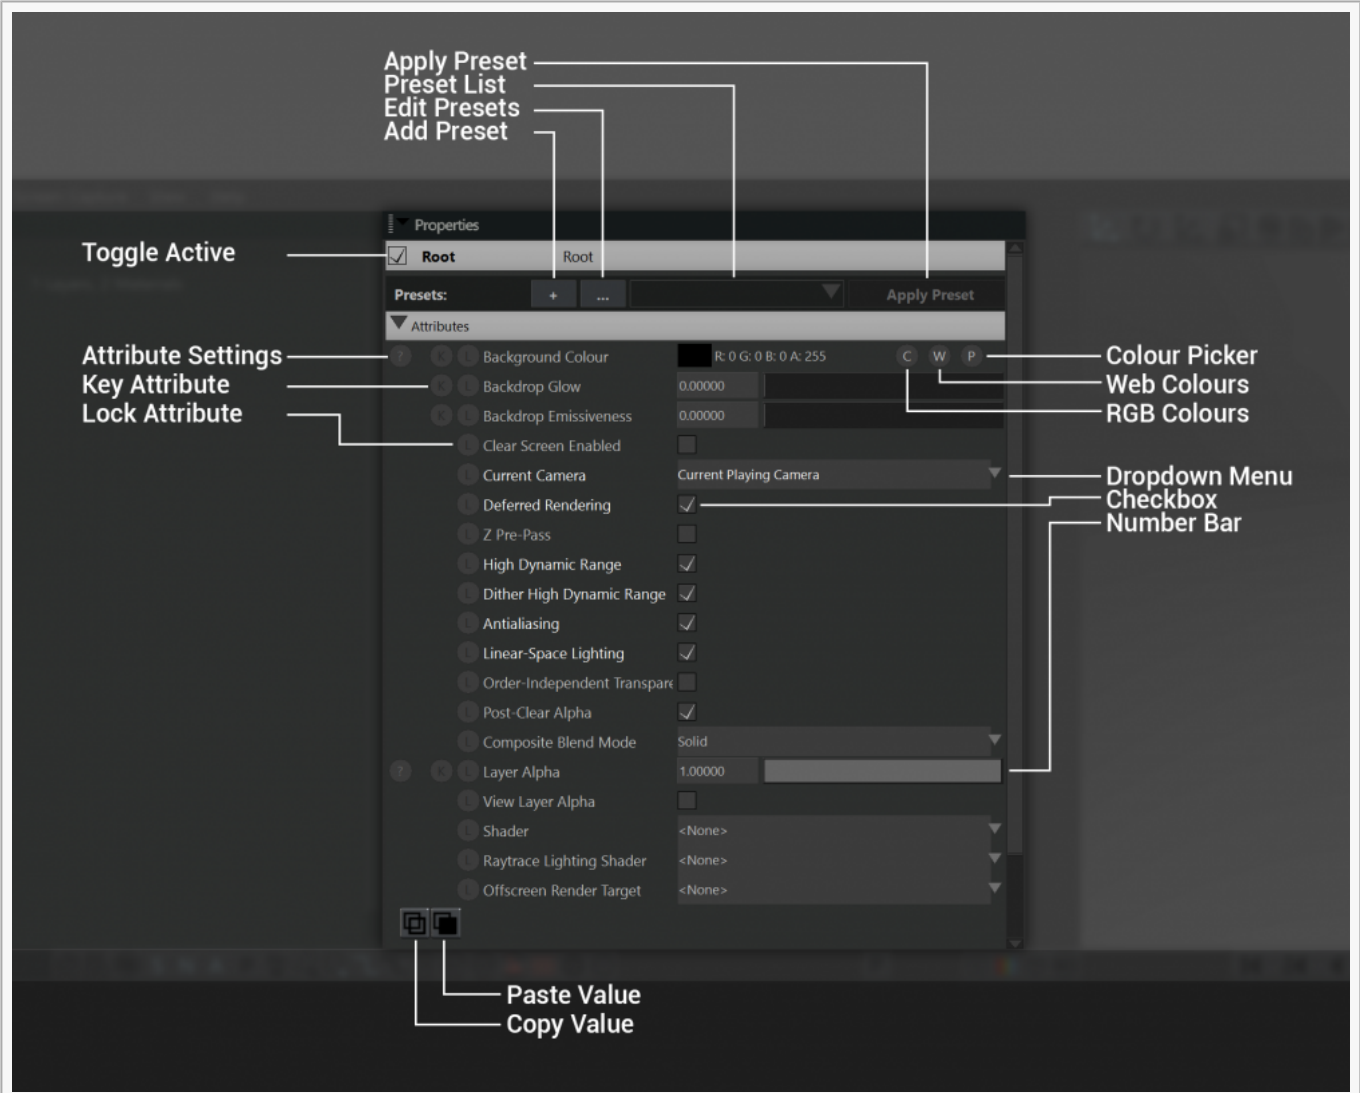 Apply Preset
Preset List
Edit Presets
Add Preset
Properties
Toggle Active
Root Root
Presets: + ... Apply Preset
Attributes
Attribute Settings ? K L Background Colour R: 0 G: 0 B: 0 A: 255 C W P Colour Picker
Key Attribute K L Backdrop Glow 0.00000 Web Colours
Lock Attribute K L Backdrop Emissiveness 0.00000 RGB Colours
L Clear Screen Enabled
L Current Camera Current Playing Camera Dropdown Menu
L Deferred Rendering Checkbox
L Z Pre-Pass Number Bar
L High Dynamic Range
L Dither High Dynamic Range
L Antialiasing
L Linear-Space Lighting
L Order-Independent Transpare
L Post-Clear Alpha
L Composite Blend Mode Solid
? K L Layer Alpha 1.00000
L View Layer Alpha
L Shader <None>
L Raytrace Lighting Shader <None>
L Offscreen Render Target <None>
Paste Value
Copy Value